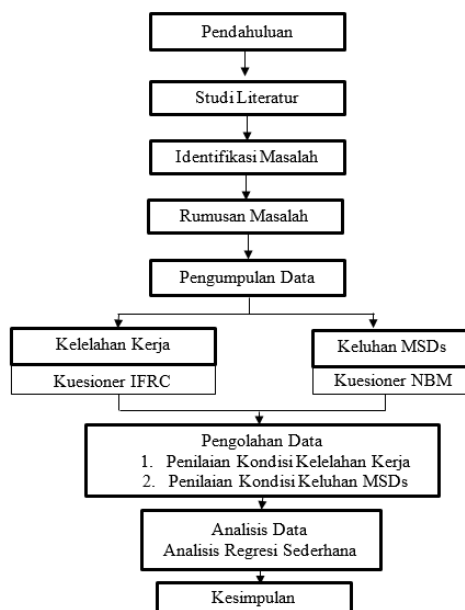 Pendahuluan
Studi Literatur
Identifikasi Masalah
Rumusan Masalah
Pengumpulan Data
Kelelahan Kerja
Kuesioner IFRC
Keluhan MSDs
Kuesioner NBM
Pengolahan Data
1. Penilaian Kondisi Kelelahan Kerja
2. Penilaian Kondisi Keluhan MSDs
Analisis Data
Analisis Regresi Sederhana
Kesimpulan